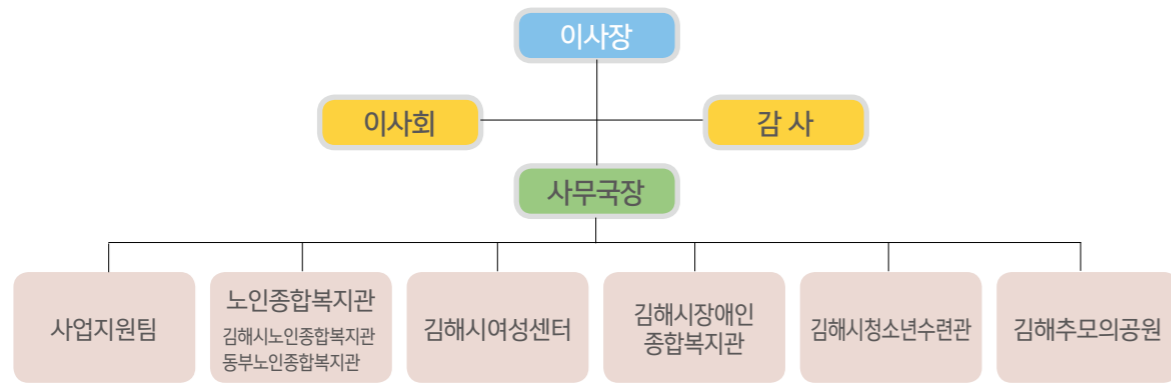 이사장
이사회
감 사
사무국장
사업지원팀
노인종합복지관
김해시노인종합복지관
동부노인종합복지관
김해시여성센터
김해시장애인
종합복지관
김해시청소년수련관
김해추모의공원